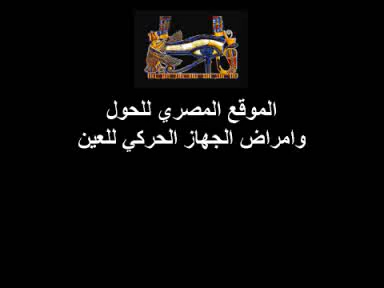 الموقع المصري للحول
وامراض الجهاز الحركي للعين